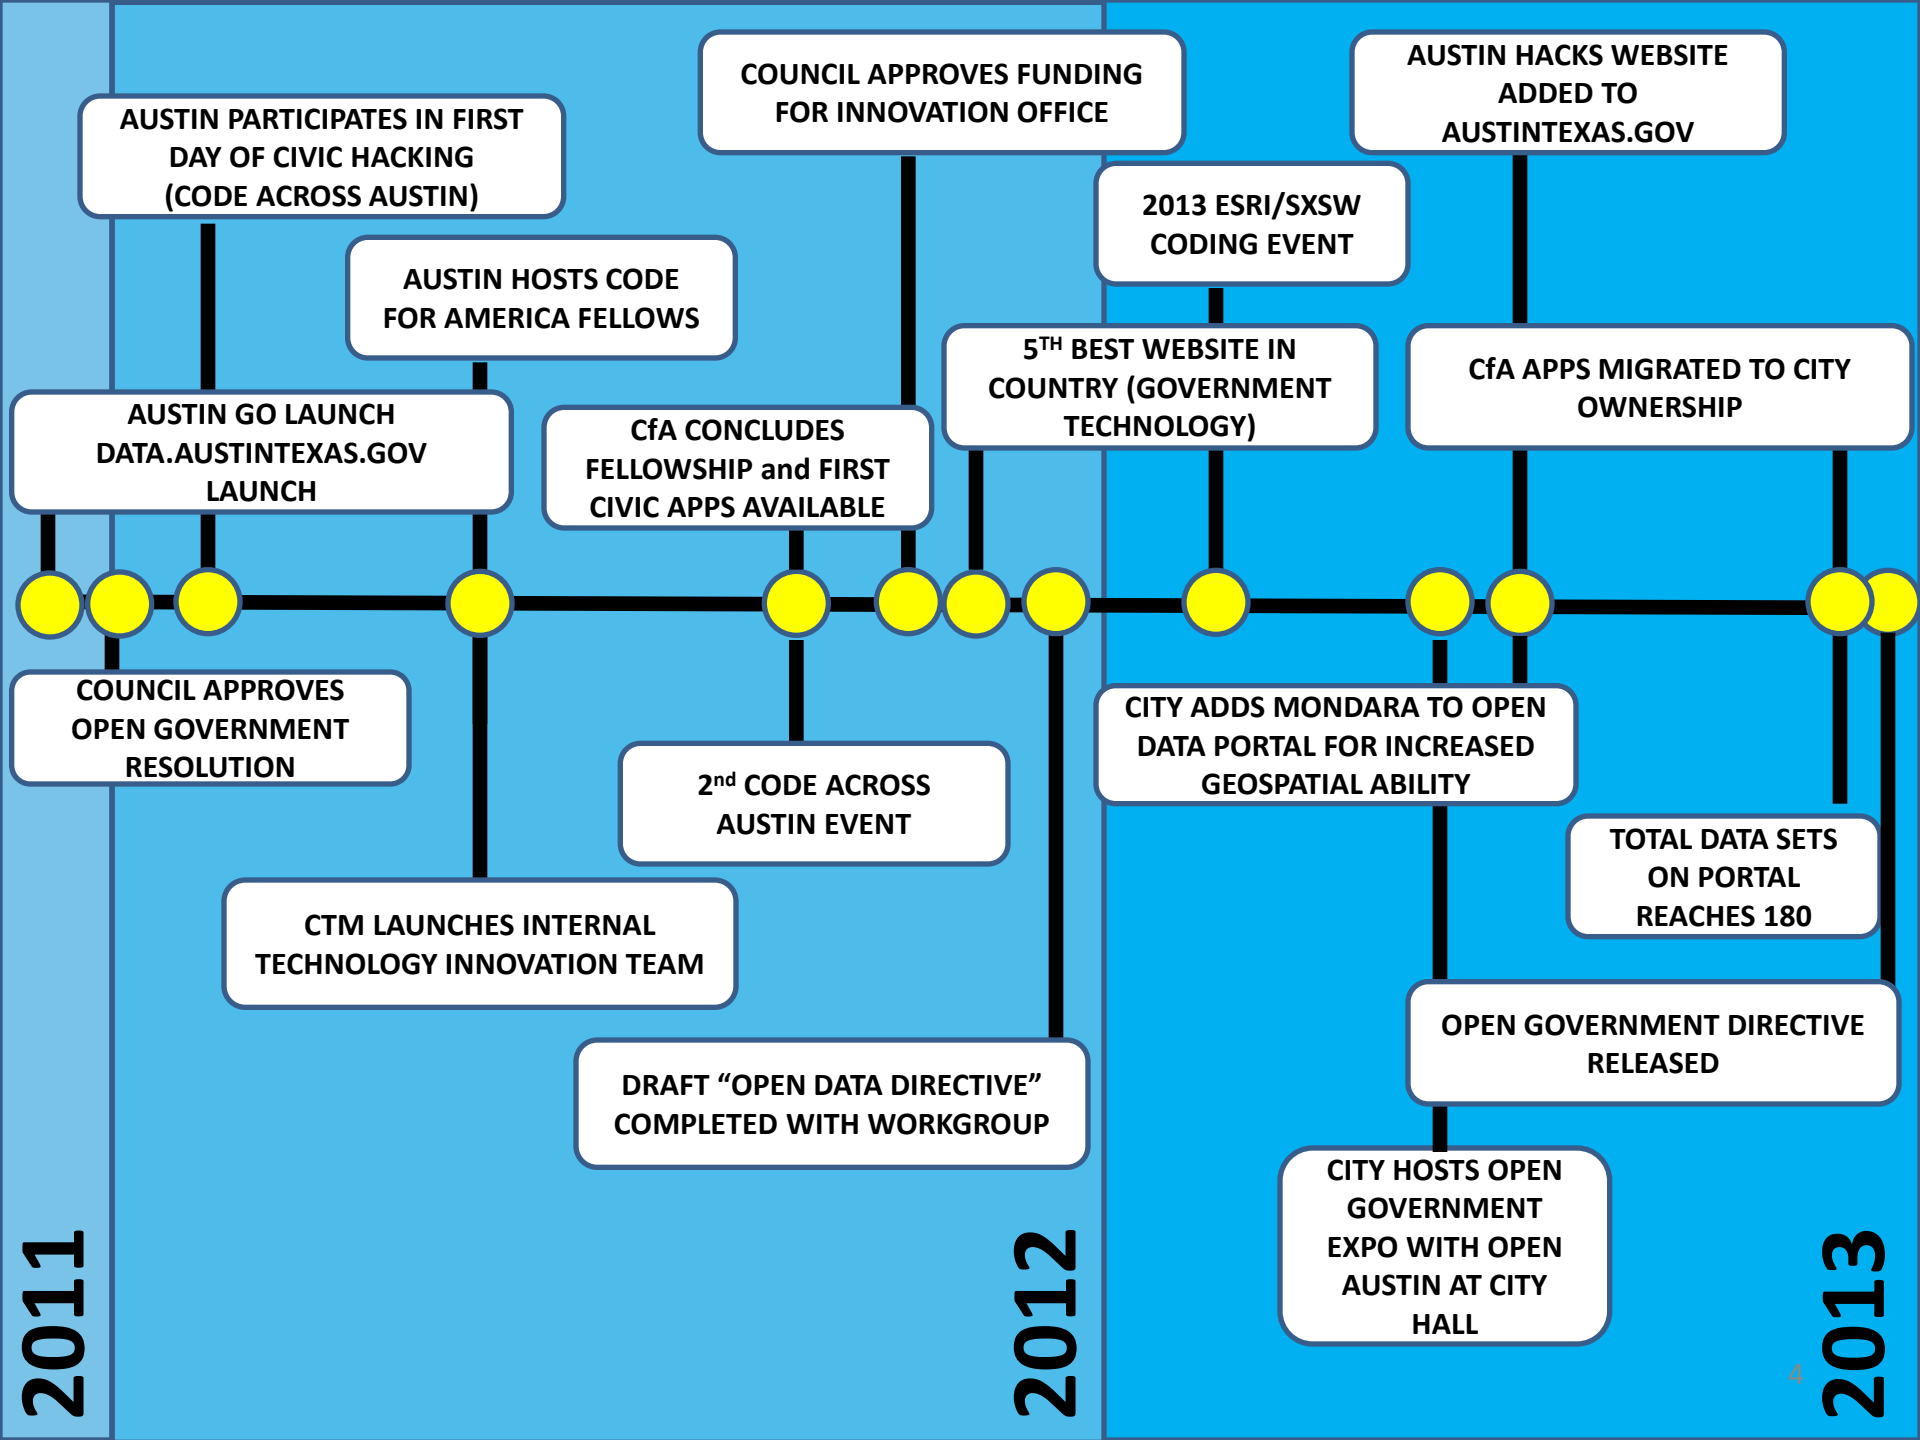 COUNCIL APPROVES FUNDING
FOR INNOVATION OFFICE
AUSTIN HACKS WEBSITE
ADDED TO
AUSTINTEXAS.GOV
AUSTIN PARTICIPATES IN FIRST
DAY OF CIVIC HACKING
(CODE ACROSS AUSTIN)
2013 ESRI/SXSW
CODING EVENT
AUSTIN HOSTS CODE
FOR AMERICA FELLOWS
5TH BEST WEBSITE IN
COUNTRY (GOVERNMENT
TECHNOLOGY)
CfA APPS MIGRATED TO CITY
OWNERSHIP
AUSTIN GO LAUNCH
DATA.AUSTINTEXAS.GOV
LAUNCH
CfA CONCLUDES
FELLOWSHIP and FIRST
CIVIC APPS AVAILABLE
COUNCIL APPROVES
OPEN GOVERNMENT
RESOLUTION
CITY ADDS MONDARA TO OPEN
DATA PORTAL FOR INCREASED
GEOSPATIAL ABILITY
2nd CODE ACROSS
AUSTIN EVENT
TOTAL DATA SETS
ON PORTAL
REACHES 180
CTM LAUNCHES INTERNAL
TECHNOLOGY INNOVATION TEAM
OPEN GOVERNMENT DIRECTIVE
RELEASED
DRAFT “OPEN DATA DIRECTIVE”
COMPLETED WITH WORKGROUP
CITY HOSTS OPEN
GOVERNMENT
EXPO WITH OPEN
AUSTIN AT CITY
HALL
2011
2012
2013
4